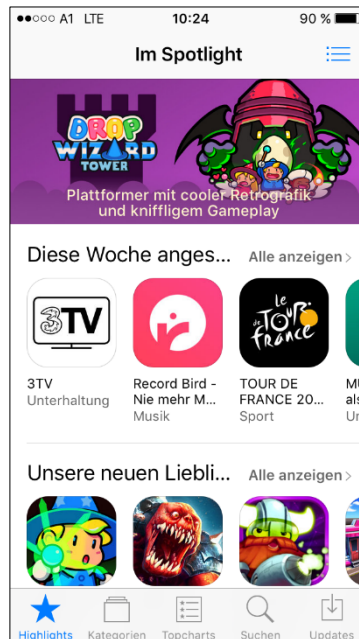 A1 LTE 10:24 90 %
Im Spotlight
DROP
WIZARD
TOWER
Plattformer mit cooler Retrografik
und kniffligem Gameplay
Diese Woche anges... Alle anzeigen >
3TV
le
TOUR
de
france
3TV
Unterhaltung
Record Bird -
Nie mehr M...
Musik
TOUR DE
FRANCE 20...
Sport
Unsere neuen Liebli... Alle anzeigen >
Highlights Kategorien Topcharts Suchen Updates